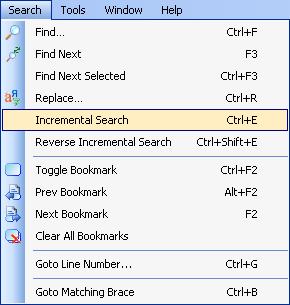 Search Tools Window Help
Find... Ctrl+F
Find Next F3
Find Next Selected Ctrl+F3
Replace... Ctrl+R
Incremental Search Ctrl+E
Reverse Incremental Search Ctrl+Shift+E
Toggle Bookmark Ctrl+F2
Prev Bookmark Alt+F2
Next Bookmark F2
Clear All Bookmarks
Goto Line Number... Ctrl+G
Goto Matching Brace Ctrl+B